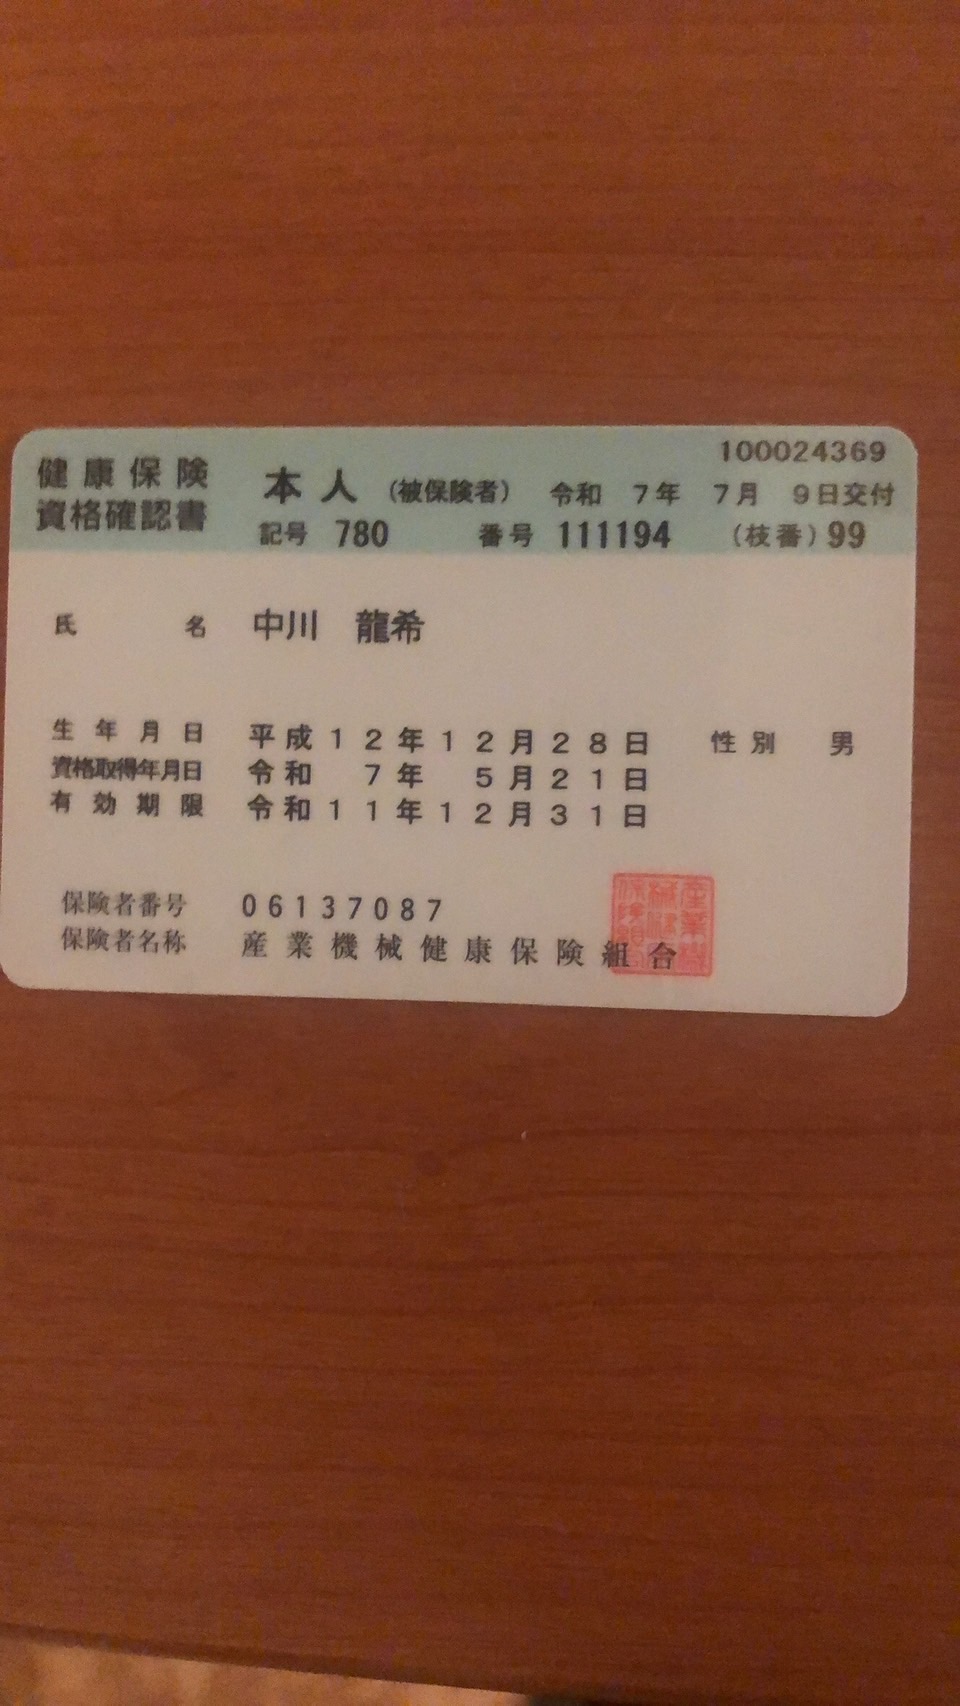 100024369
健康保険
資格確認書
本人（被保険者） 令和 7年 7月 9日交付
記号 780 番号 111194 （枝番）99
氏名 中川 龍希
生年月日 平成12年12月28日 性別 男
資格取得年月日 令和 7年 5月21日
有効期限 令和11年12月31日
保険者番号 06137087
保険者名称 産業機械健康保険組合